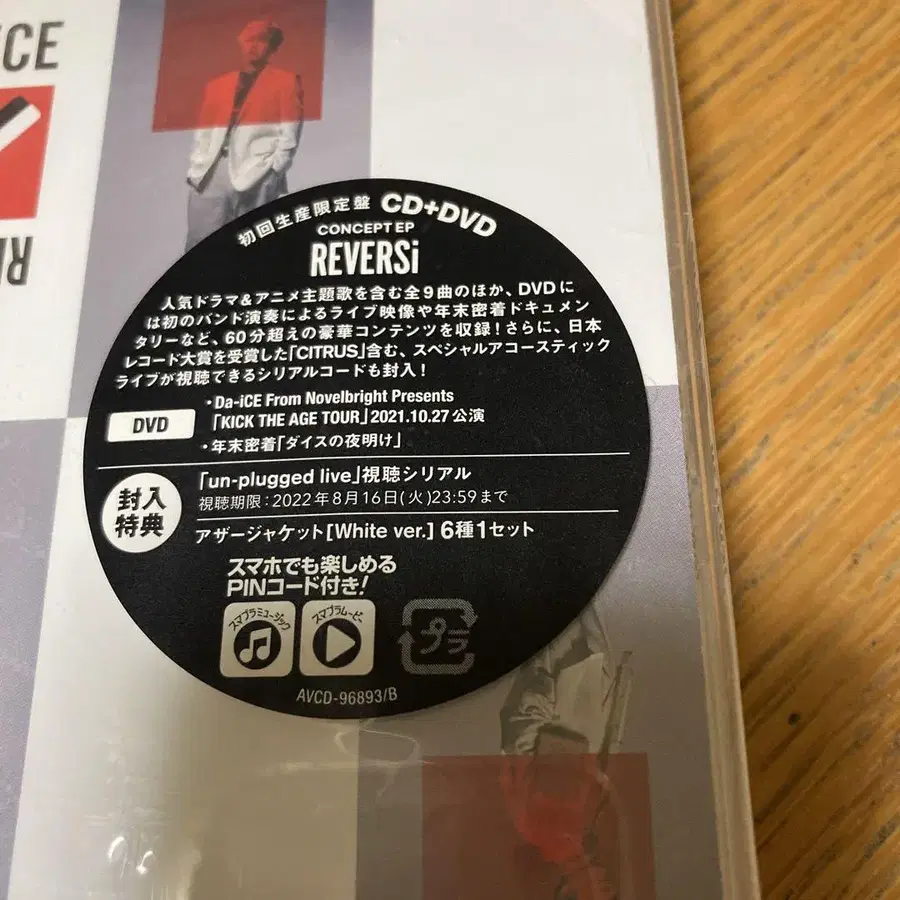 初回生産限定盤 CD+DVD
CONCEPT EP
REVERSi
人気ドラマ&アニメ主題歌を含む全9曲のほか、DVDに
は初のバンド演奏によるライブ映像や年末密着ドキュメン
タリーなど、60分超えの豪華コンテンツを収録!さらに、日本
レコード大賞を受賞した「CITRUS」含む、スペシャルアコースティック
ライブが視聴できるシリアルコードも封入!
DVD
・Da-iCE From Novelbright Presents
「KICK THE AGE TOUR」2021.10.27公演
・年末密着「ダイスの夜明け」
封入
特典
「un-plugged live」視聴シリアル
視聴期限:2022年8月16日(火)23:59まで
アザージャケット[White ver.] 6種1セット
スマホでも楽しめる
PINコード付き!
スマプラミュージック
スマプラムービー
プラ
AVCD-96893/B